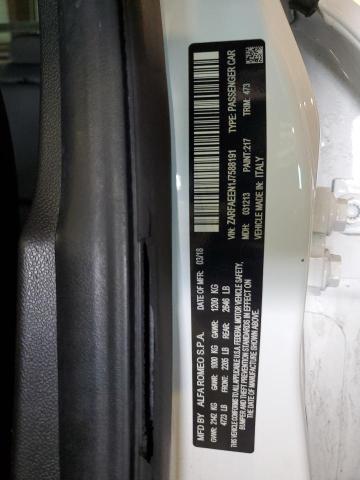 MFD BY ALFA ROMEO S.P.A. DATE OF MFR: 03/18
GVWR: 2142 KG GAWR: 1000 KG GAWR: 1200 KG
4723 LB FRONT: 2205 LB REAR: 2646 LB
THIS VEHICLE CONFORMS TO ALL APPLICABLE U.S.A. FEDERAL MOTOR VEHICLE SAFETY,
BUMPER AND THEFT PREVENTION STANDARDS IN EFFECT ON
THE DATE OF MANUFACTURE SHOWN ABOVE.
VIN: ZARFAEEN1J7588191 TYPE: PASSENGER CAR
MDH: 031213 PAINT: 217 TRIM: 473
VEHICLE MADE IN: ITALY